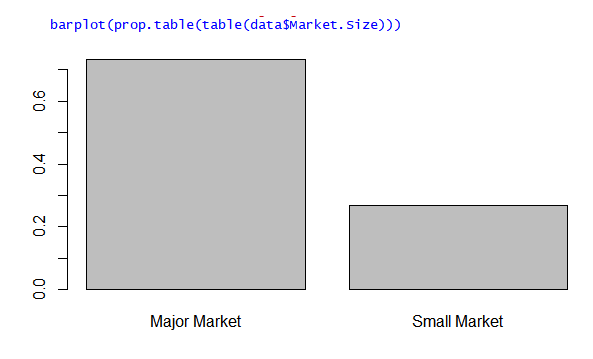 barplot(prop.table(table(data$Market.Size)))
0.6
0.4
0.2
0.0
Major Market
Small Market